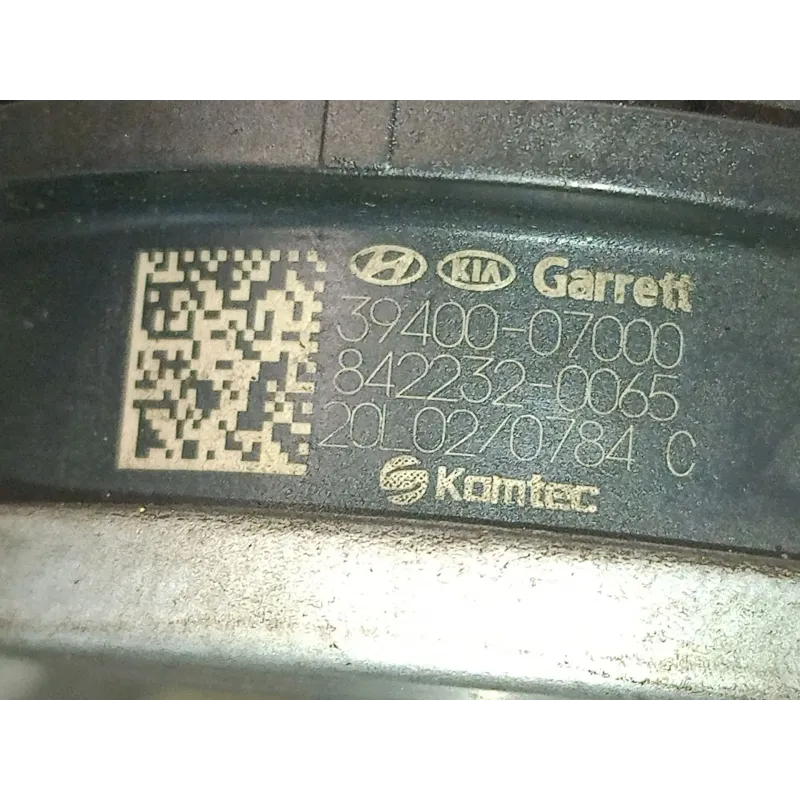 KIA Garrett
39400-07000
842232-0065
20L02/0784 C
Komtec